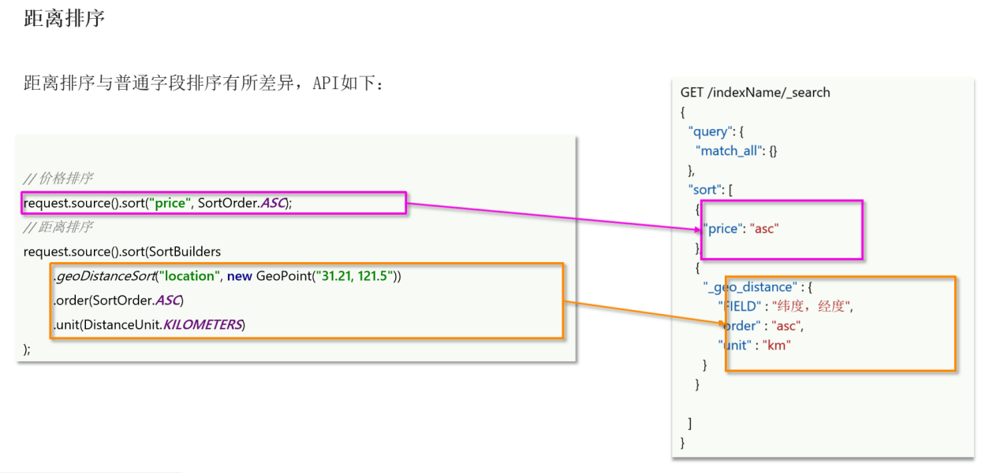 距离排序
距离排序与普通字段排序有所差异，API如下：
// 价格排序
request.source().sort("price", SortOrder.ASC);
// 距离排序
request.source().sort(SortBuilders
.geoDistanceSort("location", new GeoPoint("31.21, 121.5"))
.order(SortOrder.ASC)
.unit(DistanceUnit.KILOMETERS)
);
GET /indexName/_search
{
"query": {
"match_all": {}
},
"sort": [
{
"price": "asc"
},
{
"_geo_distance" : {
"FIELD" : "纬度，经度",
"order" : "asc",
"unit" : "km"
}
}
]
}